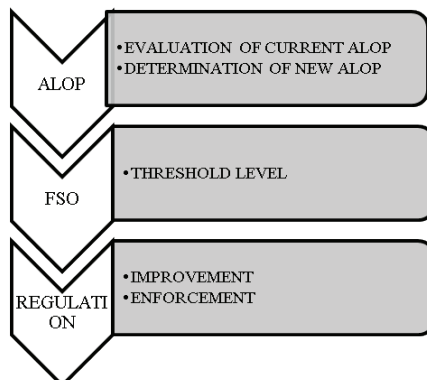 ALOP
•EVALUATION OF CURRENT ALOP
•DETERMINATION OF NEW ALOP
FSO
•THRESHOLD LEVEL
REGULATI
ON
•IMPROVEMENT
•ENFORCEMENT